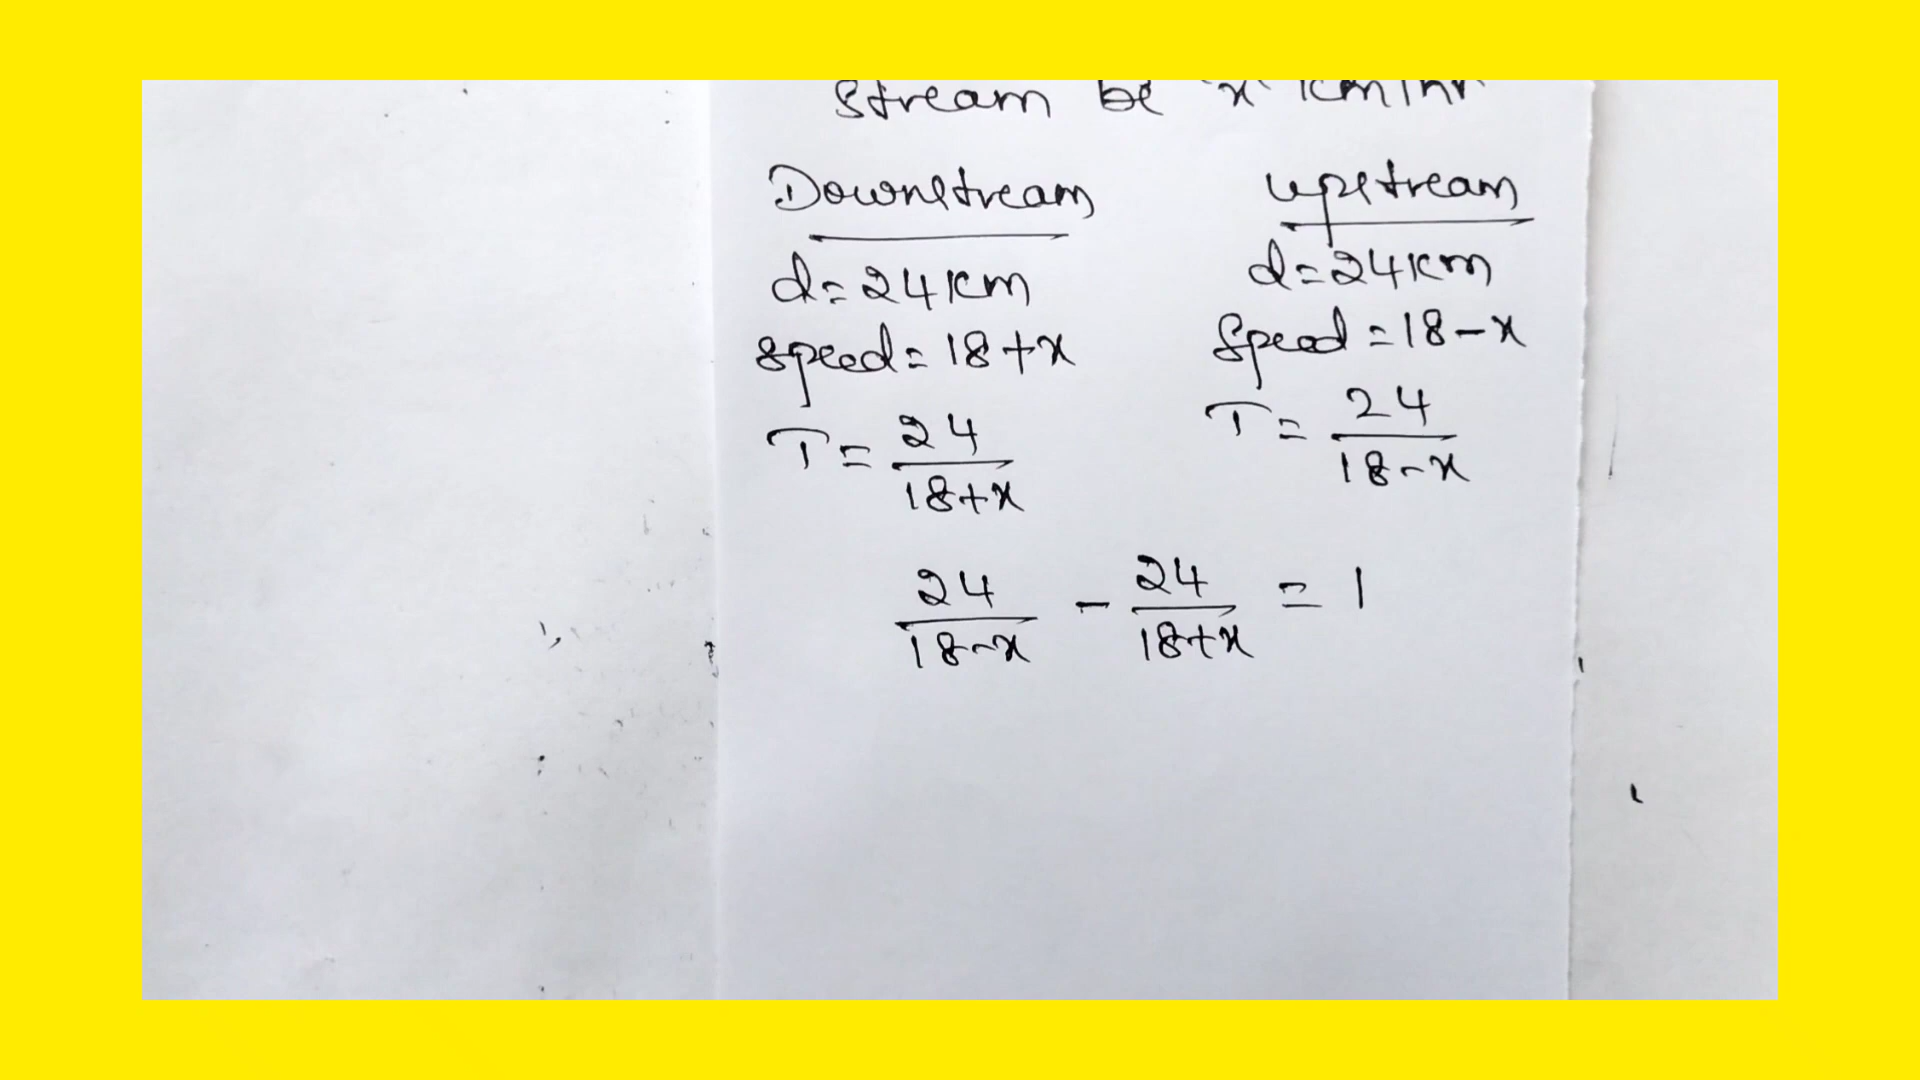 Stream be 'x' km/hr
Downstream
d=24km
speed=18+x
T=24/18+x
upstream
d=24km
Speed=18-x
T=24/18-x
24/18-x - 24/18+x = 1